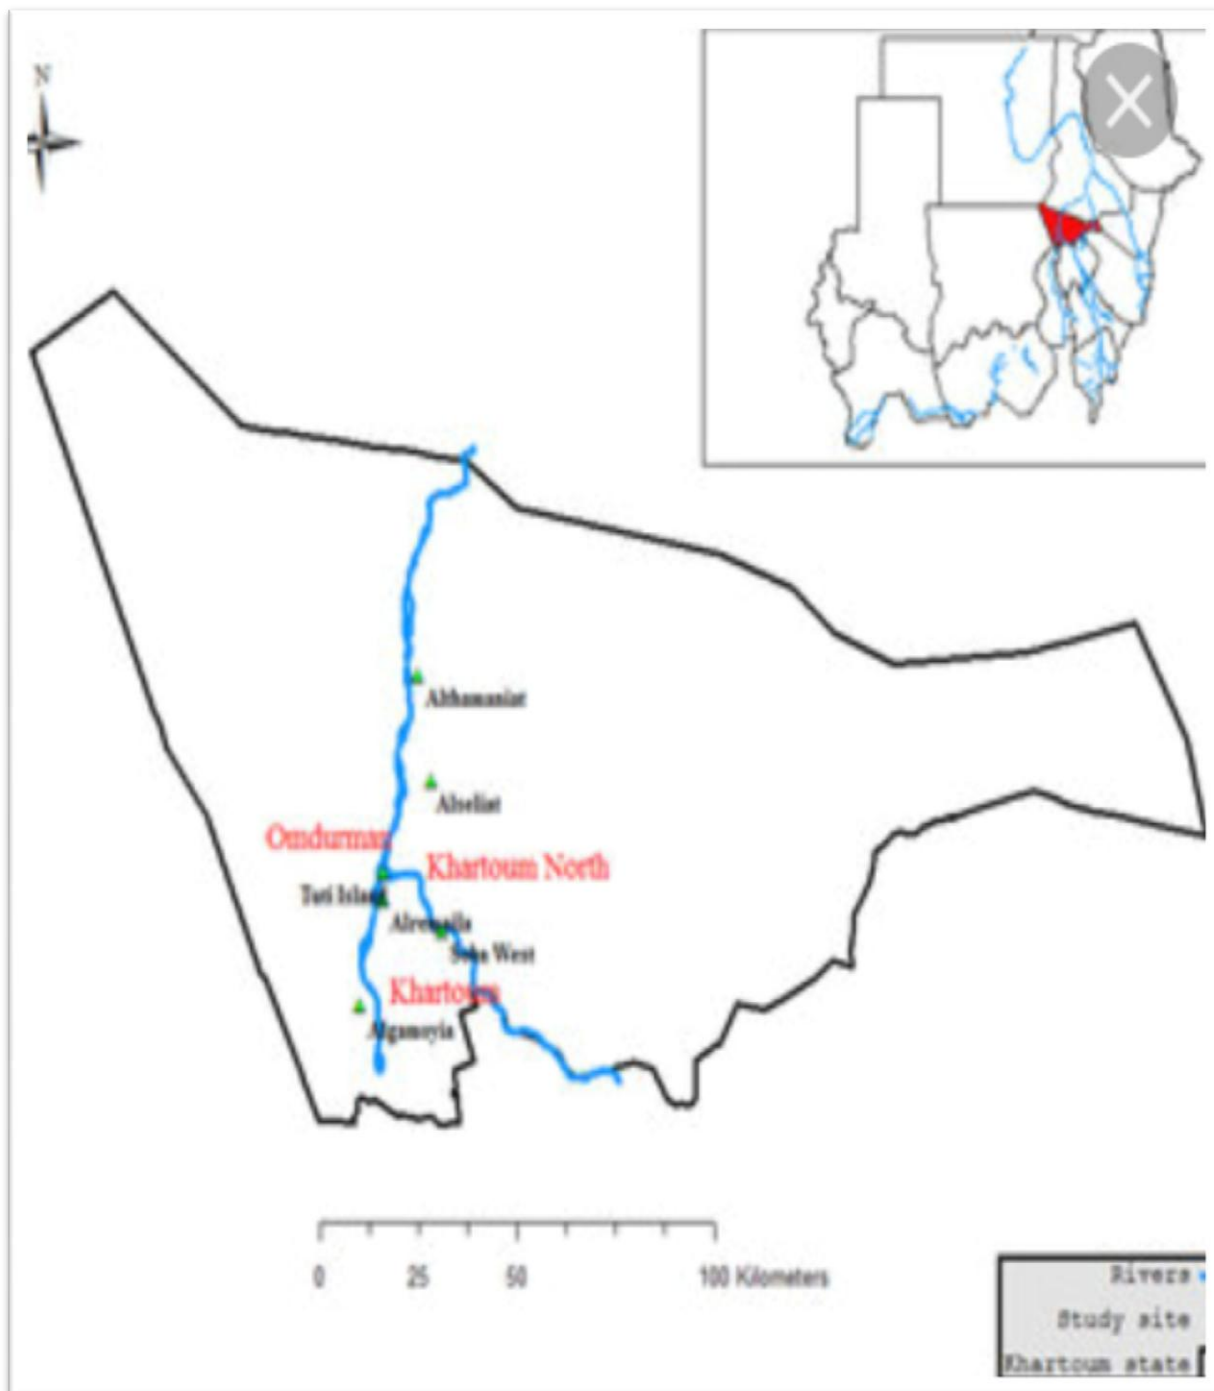 N
Althamaniat
Alseliat
Omdurman
Khartoum North
Tuti Island
Alremaila
Soba West
Khartoum
Algamoyia
0 25 50 100 Kilometers
Rivers
Study site
Khartoum state